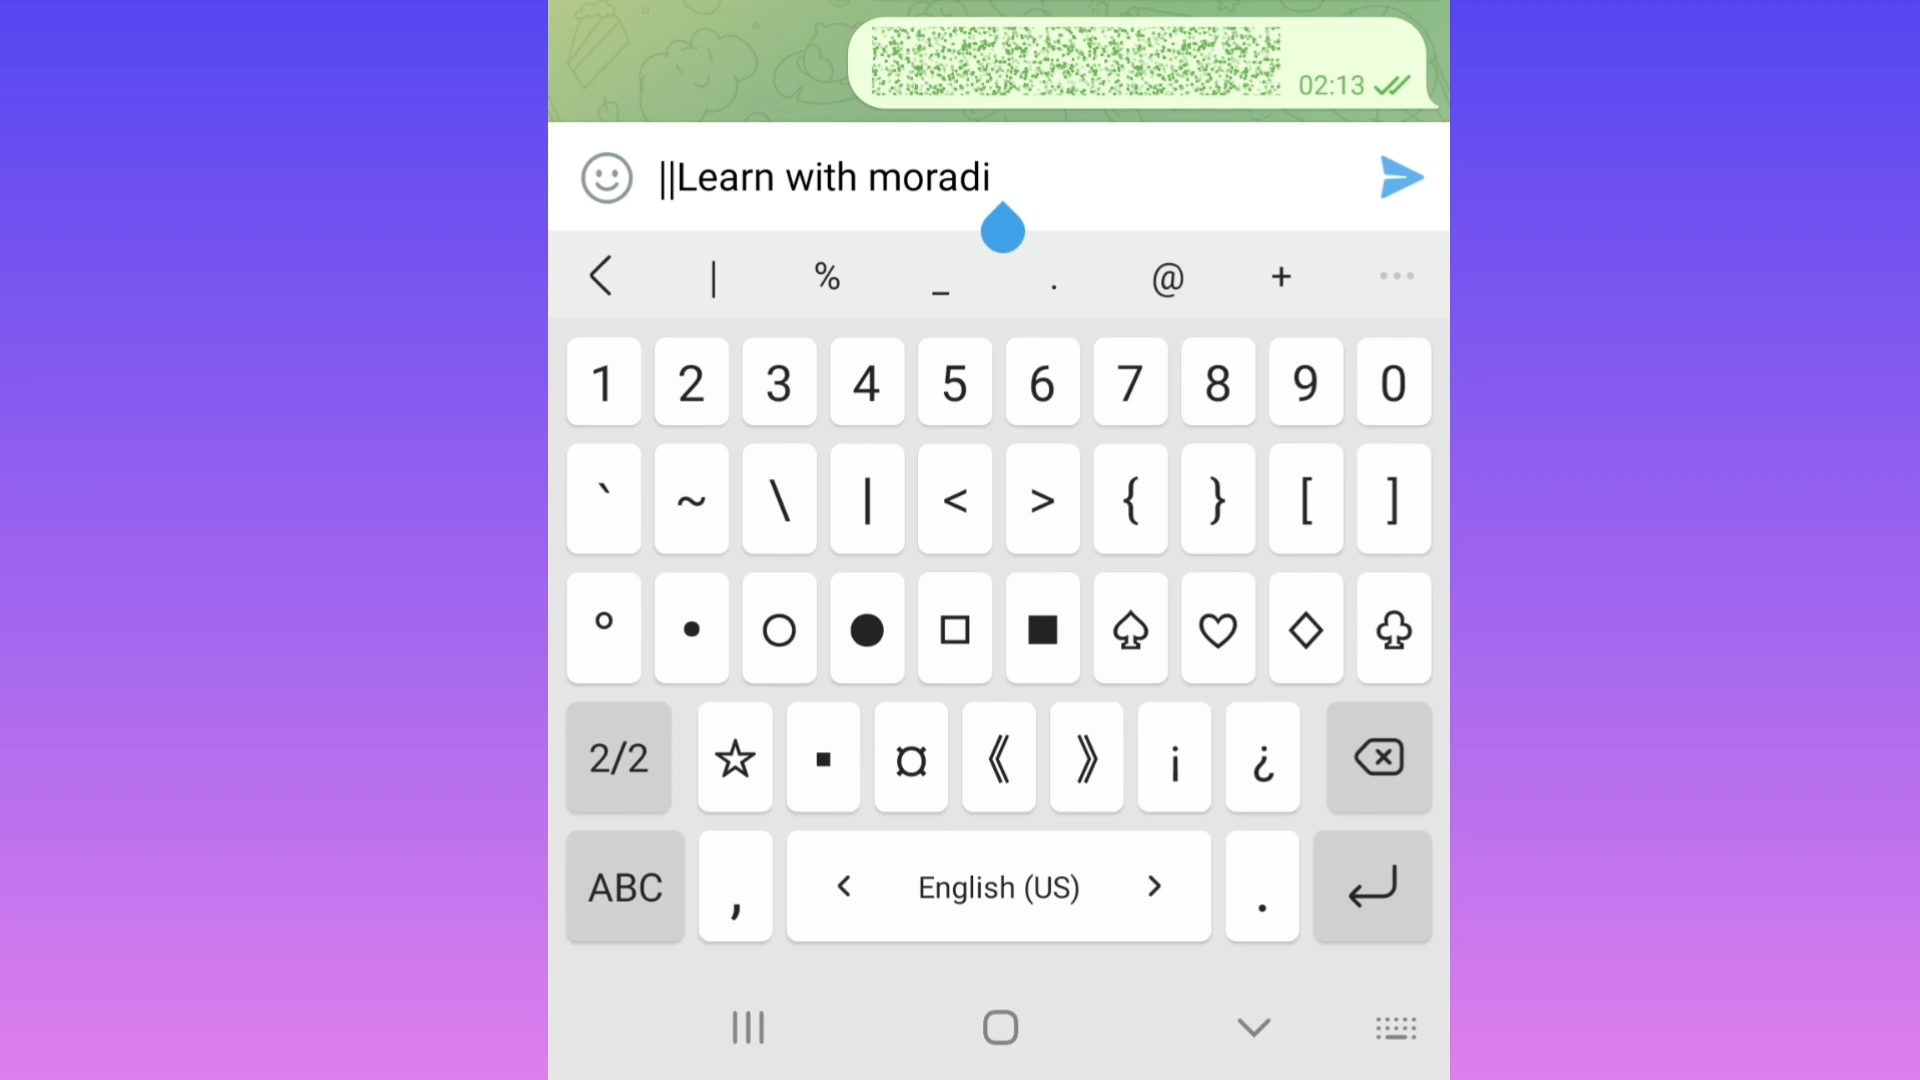 02:13
||Learn with moradi
| % _ . @ + ...
1 2 3 4 5 6 7 8 9 0
` ~ \ | < > { } [ ]
° • ○ ● □ ■ ♤ ♡ ◇ ♧
2/2 ☆ ▪ ¤ 《 》 ¡ ¿
ABC , < English (US) > .